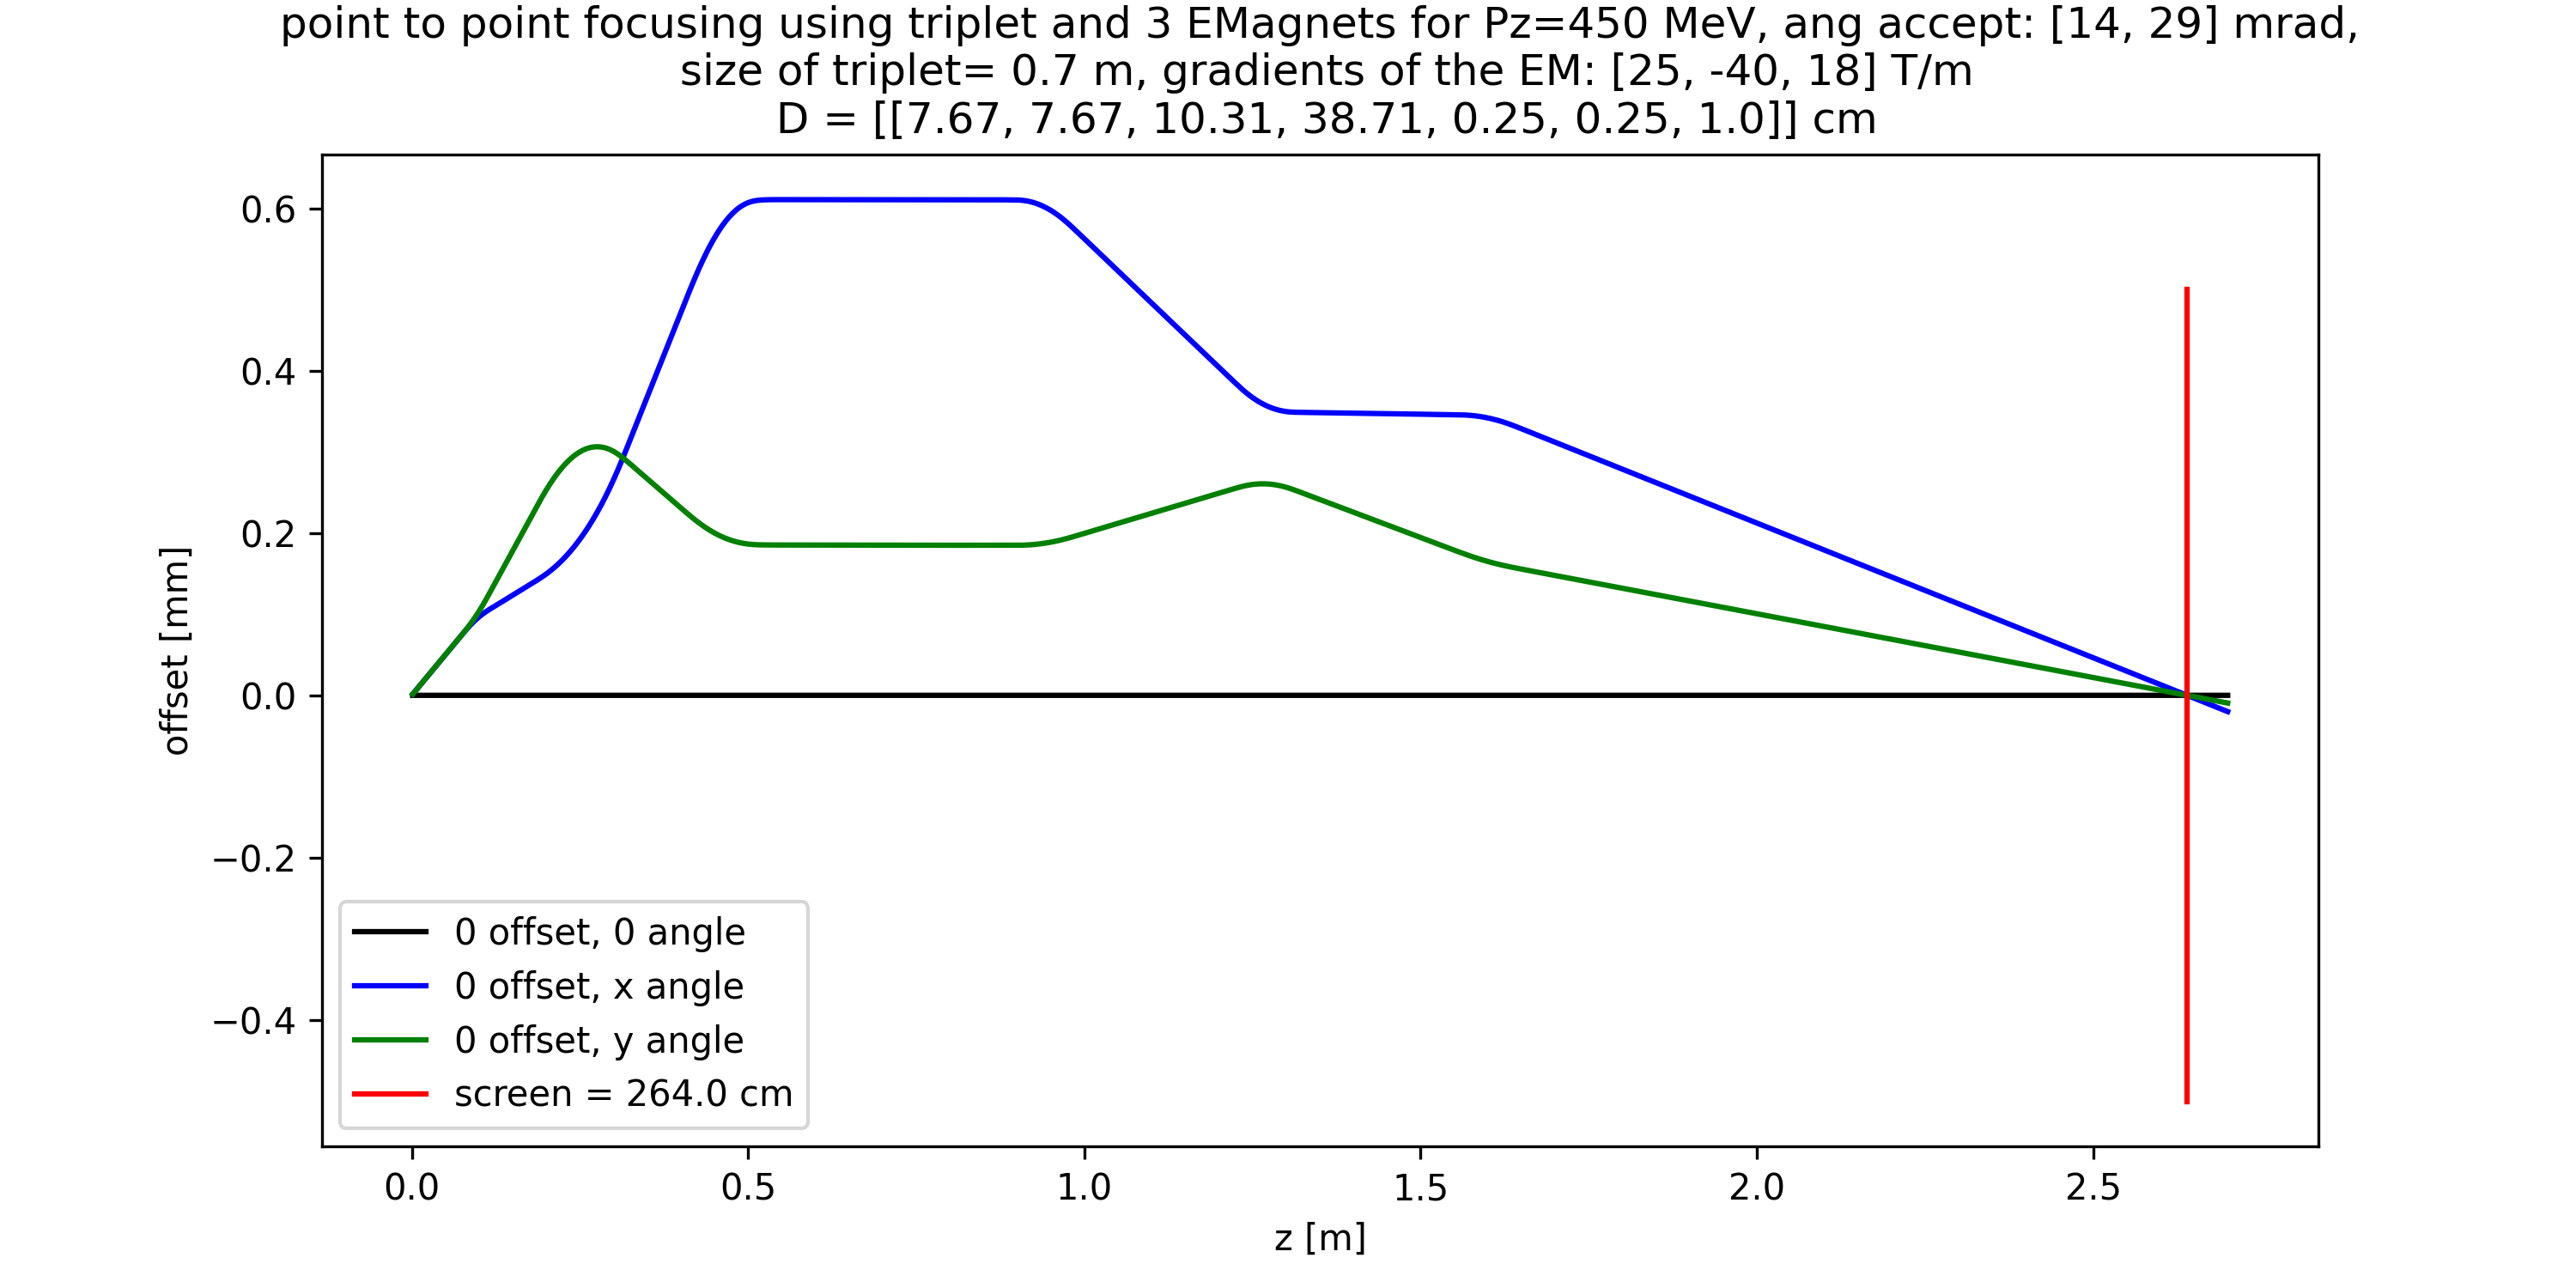 point to point focusing using triplet and 3 EMagnets for Pz=450 MeV, ang accept: [14, 29] mrad,
size of triplet= 0.7 m, gradients of the EM: [25, -40, 18] T/m
D = [[7.67, 7.67, 10.31, 38.71, 0.25, 0.25, 1.0]] cm
offset [mm]
0.6
0.4
0.2
0.0
−0.2
−0.4
0 offset, 0 angle
0 offset, x angle
0 offset, y angle
screen = 264.0 cm
0.0 0.5 1.0 1.5 2.0 2.5
z [m]